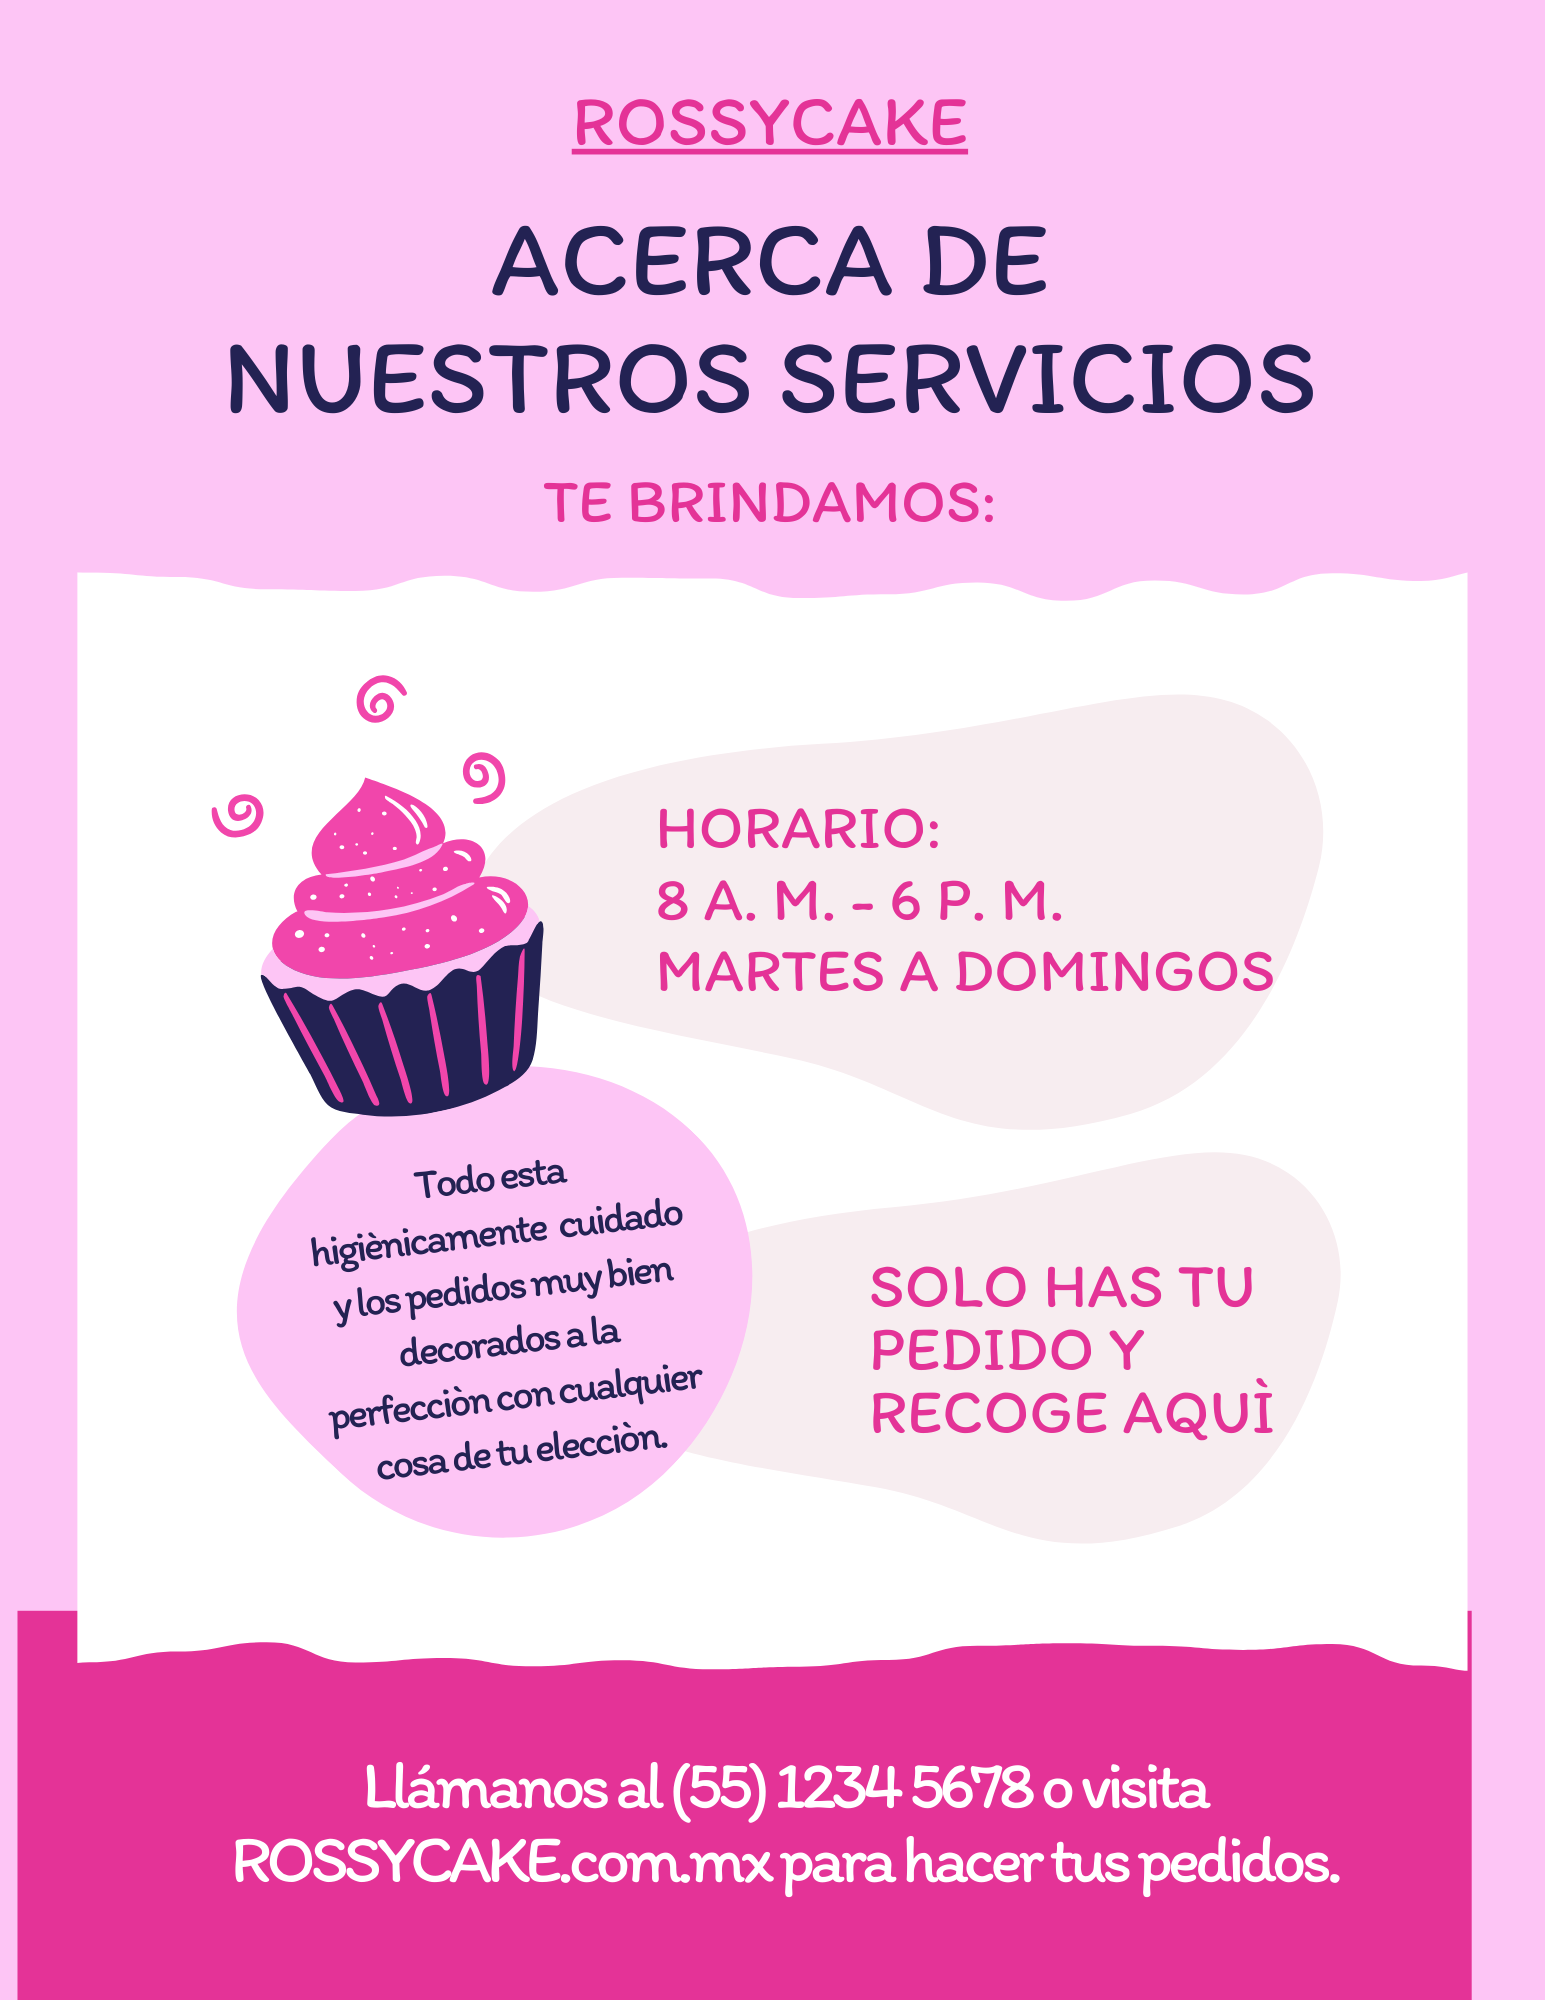 ROSSYCAKE
ACERCA DE
NUESTROS SERVICIOS
TE BRINDAMOS:
HORARIO:
8 A. M. - 6 P. M.
MARTES A DOMINGOS
Todo esta
higiènicamente cuidado
y los pedidos muy bien
decorados a la
perfecciòn con cualquier
cosa de tu elecciòn.
SOLO HAS TU
PEDIDO Y
RECOGE AQUÌ
Llámanos al (55) 1234 5678 o visita
ROSSYCAKE.com.mx para hacer tus pedidos.